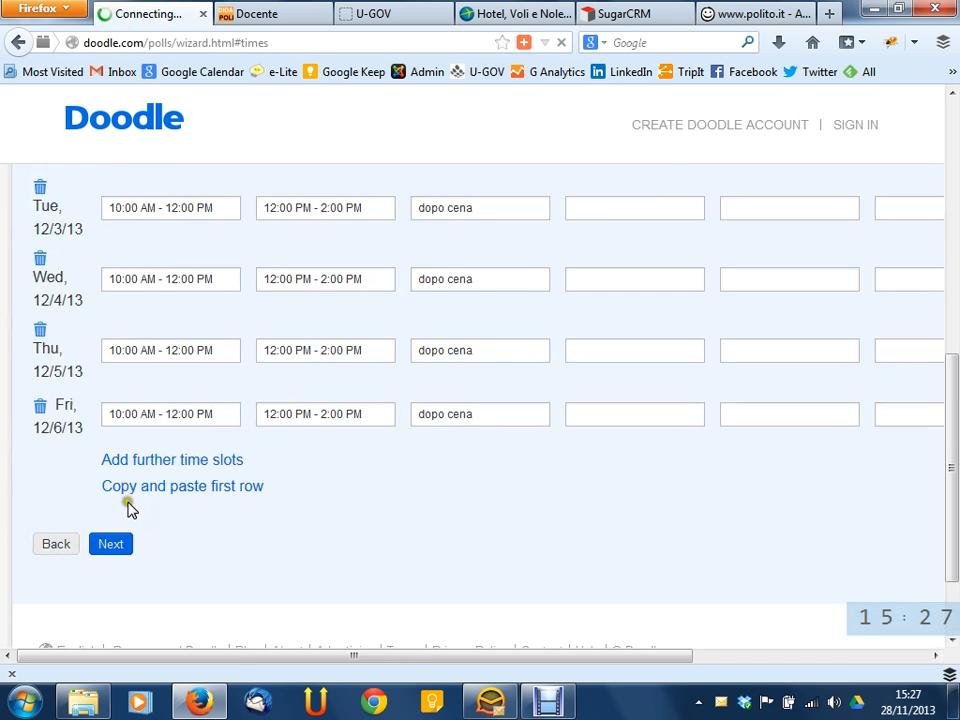 Firefox
Connecting...
Docente
U-GOV
Hotel, Voli e Nole...
SugarCRM
www.polito.it - A...
doodle.com/polls/wizard.html#times
Google
Most Visited
Inbox
Google Calendar
e-Lite
Google Keep
Admin
U-GOV
G Analytics
LinkedIn
TripIt
Facebook
Twitter
All
Doodle
CREATE DOODLE ACCOUNT | SIGN IN
Tue,
12/3/13
10:00 AM - 12:00 PM
12:00 PM - 2:00 PM
dopo cena
Wed,
12/4/13
10:00 AM - 12:00 PM
12:00 PM - 2:00 PM
dopo cena
Thu,
12/5/13
10:00 AM - 12:00 PM
12:00 PM - 2:00 PM
dopo cena
Fri,
12/6/13
10:00 AM - 12:00 PM
12:00 PM - 2:00 PM
dopo cena
Add further time slots
Copy and paste first row
Back
Next
15:27
15:27
28/11/2013